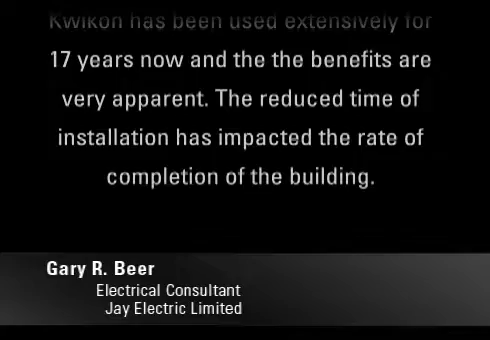 Kwikon has been used extensively for
17 years now and the the benefits are
very apparent. The reduced time of
installation has impacted the rate of
completion of the building.
Gary R. Beer
Electrical Consultant
Jay Electric Limited